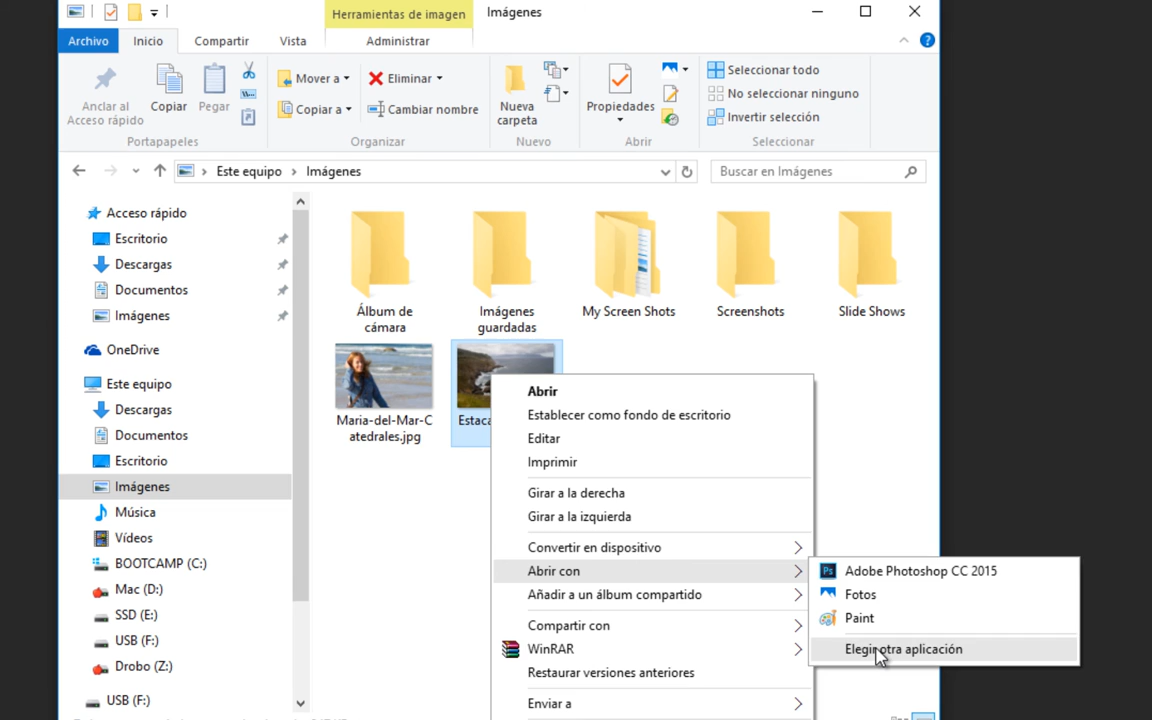 Herramientas de imagen
Imágenes
Archivo
Inicio
Compartir
Vista
Administrar
Anclar al
Acceso rápido
Copiar
Pegar
Mover a
Copiar a
Eliminar
Cambiar nombre
Nueva
carpeta
Propiedades
Seleccionar todo
No seleccionar ninguno
Invertir selección
Portapapeles
Organizar
Nuevo
Abrir
Seleccionar
Este equipo > Imágenes
Buscar en Imágenes
Acceso rápido
Escritorio
Descargas
Documentos
Imágenes
OneDrive
Este equipo
Descargas
Documentos
Escritorio
Imágenes
Música
Vídeos
BOOTCAMP (C:)
Mac (D:)
SSD (E:)
USB (F:)
Drobo (Z:)
USB (F:)
Álbum de
cámara
Imágenes
guardadas
My Screen Shots
Screenshots
Slide Shows
Maria-del-Mar-C
atedrales.jpg
Abrir
Establecer como fondo de escritorio
Editar
Imprimir
Girar a la derecha
Girar a la izquierda
Convertir en dispositivo
Abrir con
Añadir a un álbum compartido
Compartir con
WinRAR
Restaurar versiones anteriores
Enviar a
Ps Adobe Photoshop CC 2015
Fotos
Paint
Elegir otra aplicación